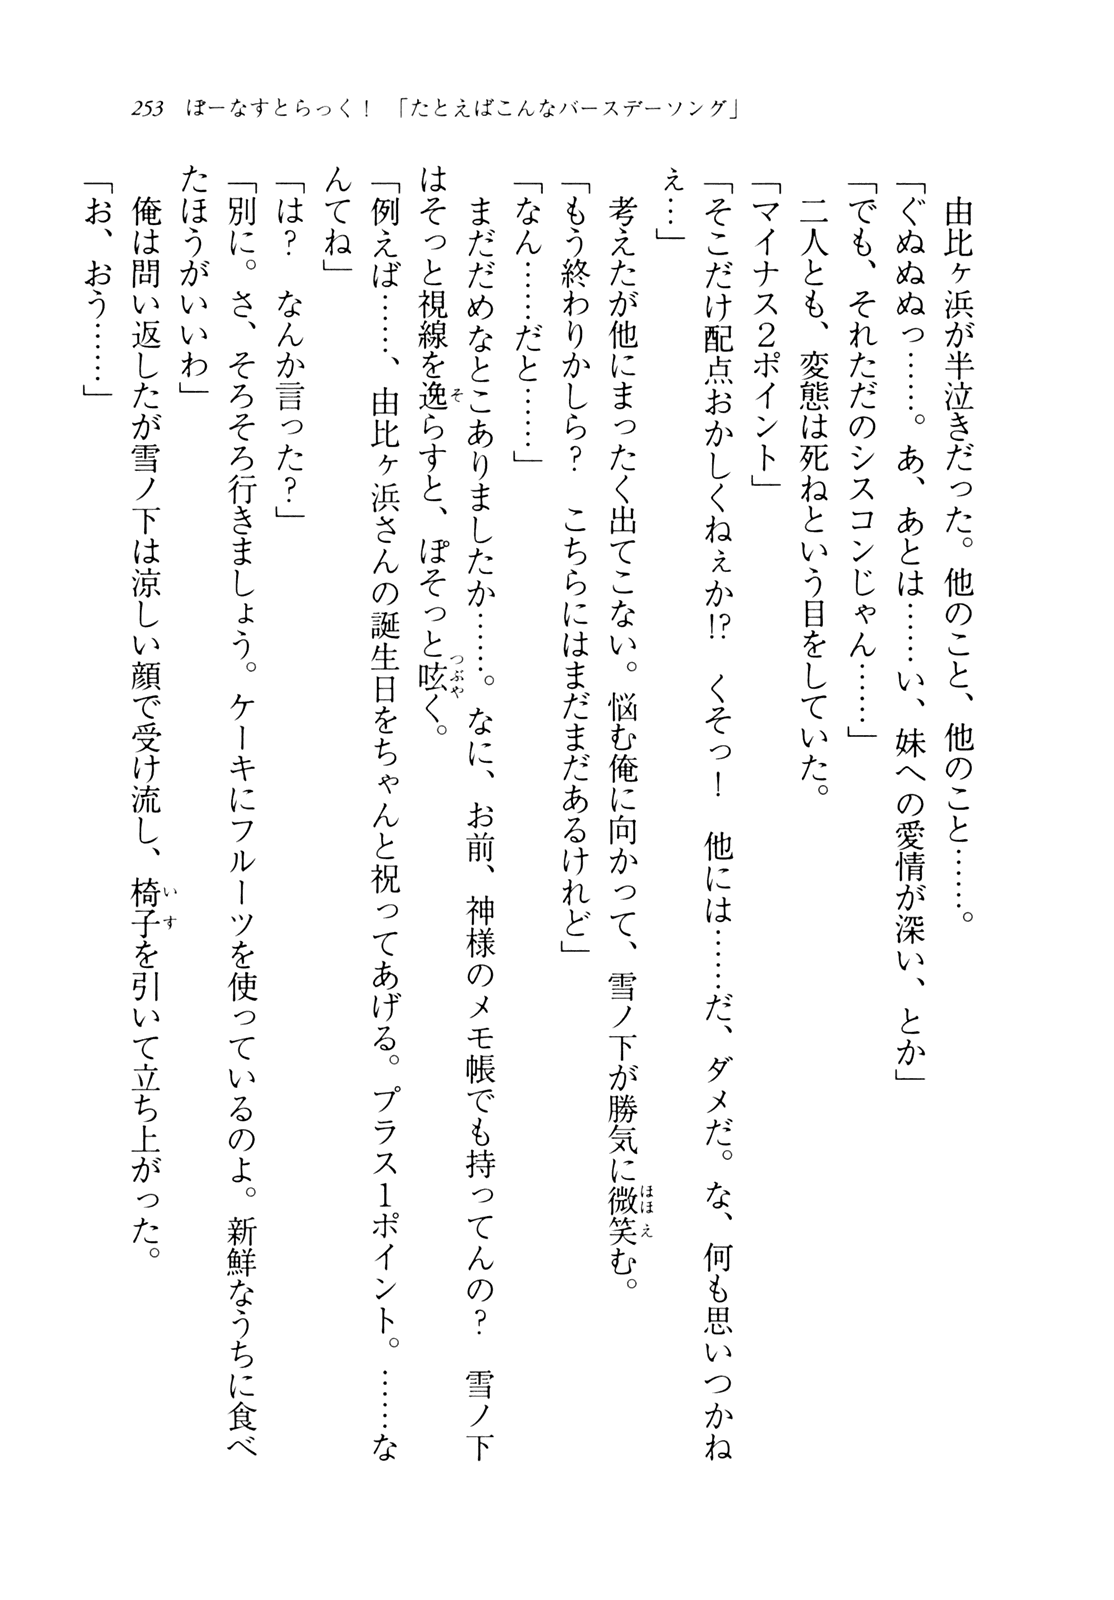 253　ぼーなすとらっく！　「たとえばこんなバースデーソング」
由比ヶ浜が半泣きだった。他のこと、他のこと……。
「ぐぬぬぬっ……。あ、あとは……い、妹への愛情が深い、とか」
「でも、それただのシスコンじゃん……」
二人とも、変態は死ねという目をしていた。
「マイナス２ポイント」
「そこだけ配点おかしくねぇか!?　くそっ！　他には……だ、ダメだ。な、何も思いつかね
ぇ…」
考えたが他にまったく出てこない。悩む俺に向かって、雪ノ下が勝気に微笑む。
「もう終わりかしら？　こちらにはまだまだあるけれど」
「なん……だと……」
まだだめなとこありましたか……。なに、お前、神様のメモ帳でも持ってんの？　雪ノ下
はそっと視線を逸らすと、ぽそっと呟く。
「例えば……、由比ヶ浜さんの誕生日をちゃんと祝ってあげる。プラス１ポイント。……な
んてね」
「は？　なんか言った？」
「別に。さ、そろそろ行きましょう。ケーキにフルーツを使っているのよ。新鮮なうちに食べ
たほうがいいわ」
俺は問い返したが雪ノ下は涼しい顔で受け流し、椅子を引いて立ち上がった。
「お、おう……」